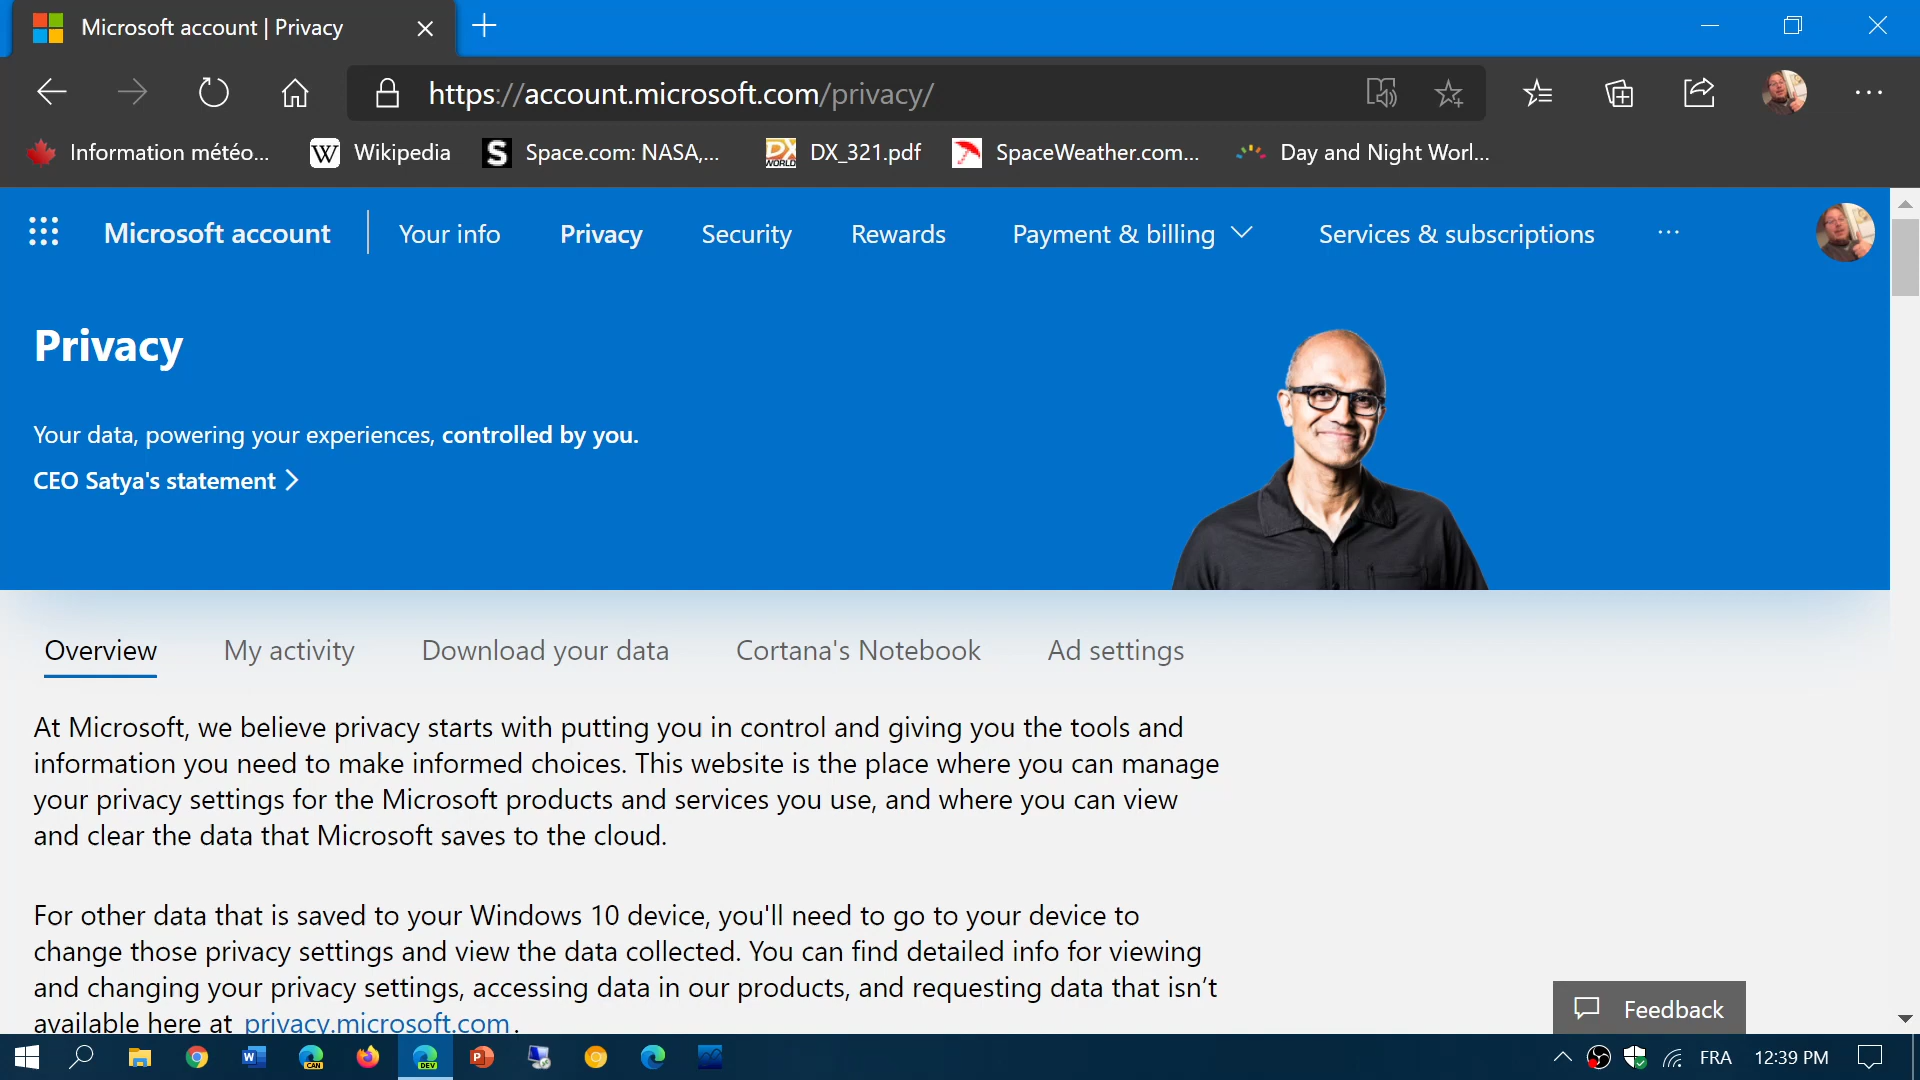 Microsoft account | Privacy
https://account.microsoft.com/privacy/
Information météo...
W Wikipedia
S Space.com: NASA,...
DX WORLD DX_321.pdf
SpaceWeather.com...
Day and Night Worl...
Microsoft account Your info Privacy Security Rewards Payment & billing Services & subscriptions ...
Privacy
Your data, powering your experiences, controlled by you.
CEO Satya's statement
Overview My activity Download your data Cortana's Notebook Ad settings
At Microsoft, we believe privacy starts with putting you in control and giving you the tools and
information you need to make informed choices. This website is the place where you can manage
your privacy settings for the Microsoft products and services you use, and where you can view
and clear the data that Microsoft saves to the cloud.
For other data that is saved to your Windows 10 device, you'll need to go to your device to
change those privacy settings and view the data collected. You can find detailed info for viewing
and changing your privacy settings, accessing data in our products, and requesting data that isn’t
available here at privacy.microsoft.com.
Feedback
W CAN DEV P FRA 12:39 PM